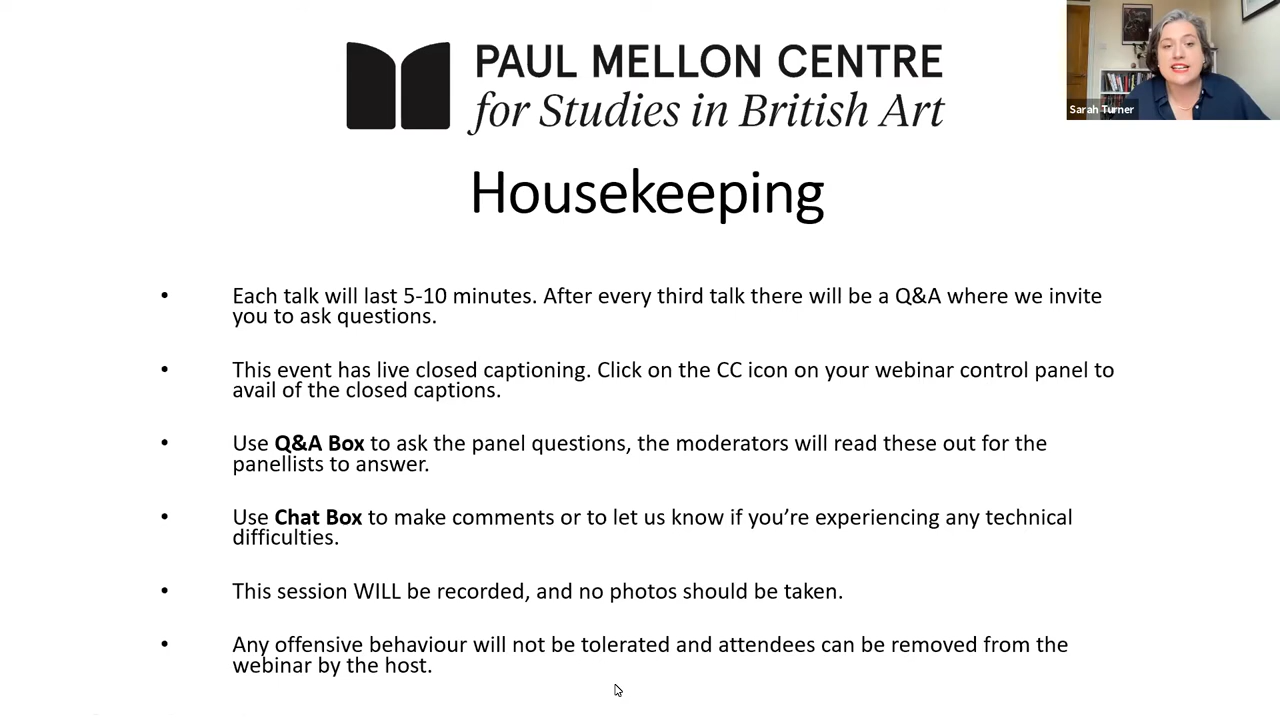 PAUL MELLON CENTRE
for Studies in British Art
Sarah Turner
Housekeeping
• Each talk will last 5-10 minutes. After every third talk there will be a Q&A where we invite
you to ask questions.
• This event has live closed captioning. Click on the CC icon on your webinar control panel to
avail of the closed captions.
• Use Q&A Box to ask the panel questions, the moderators will read these out for the
panellists to answer.
• Use Chat Box to make comments or to let us know if you’re experiencing any technical
difficulties.
• This session WILL be recorded, and no photos should be taken.
• Any offensive behaviour will not be tolerated and attendees can be removed from the
webinar by the host.